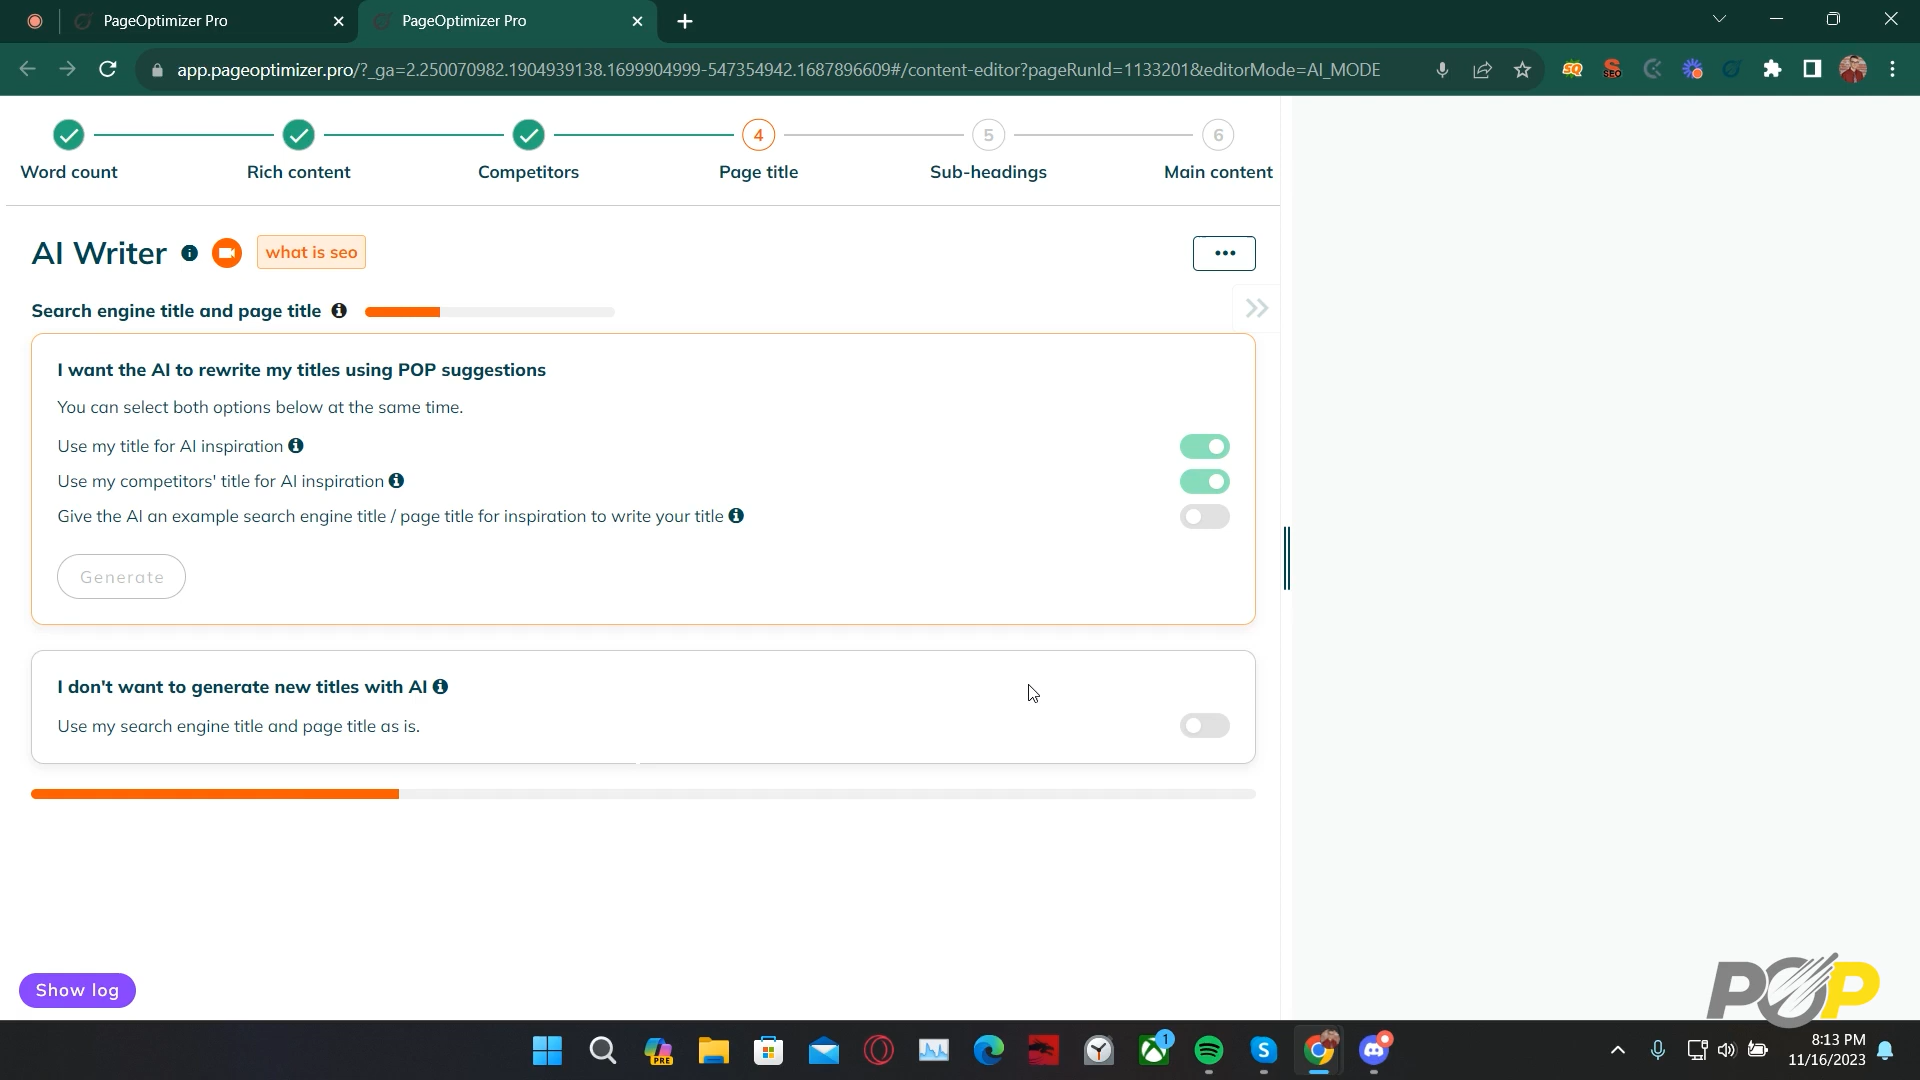 PageOptimizer Pro
PageOptimizer Pro
app.pageoptimizer.pro/?_ga=2.250070982.1904939138.1699904999-547354942.1687896609#/content-editor?pageRunId=1133201&editorMode=AI_MODE
SQ
SEO
4
5
6
Word count
Rich content
Competitors
Page title
Sub-headings
Main content
AI Writer
what is seo
Search engine title and page title
I want the AI to rewrite my titles using POP suggestions
You can select both options below at the same time.
Use my title for AI inspiration
Use my competitors' title for AI inspiration
Give the AI an example search engine title / page title for inspiration to write your title
Generate
I don't want to generate new titles with AI
Use my search engine title and page title as is.
Show log
POP
PRE
1
S
8:13 PM
11/16/2023